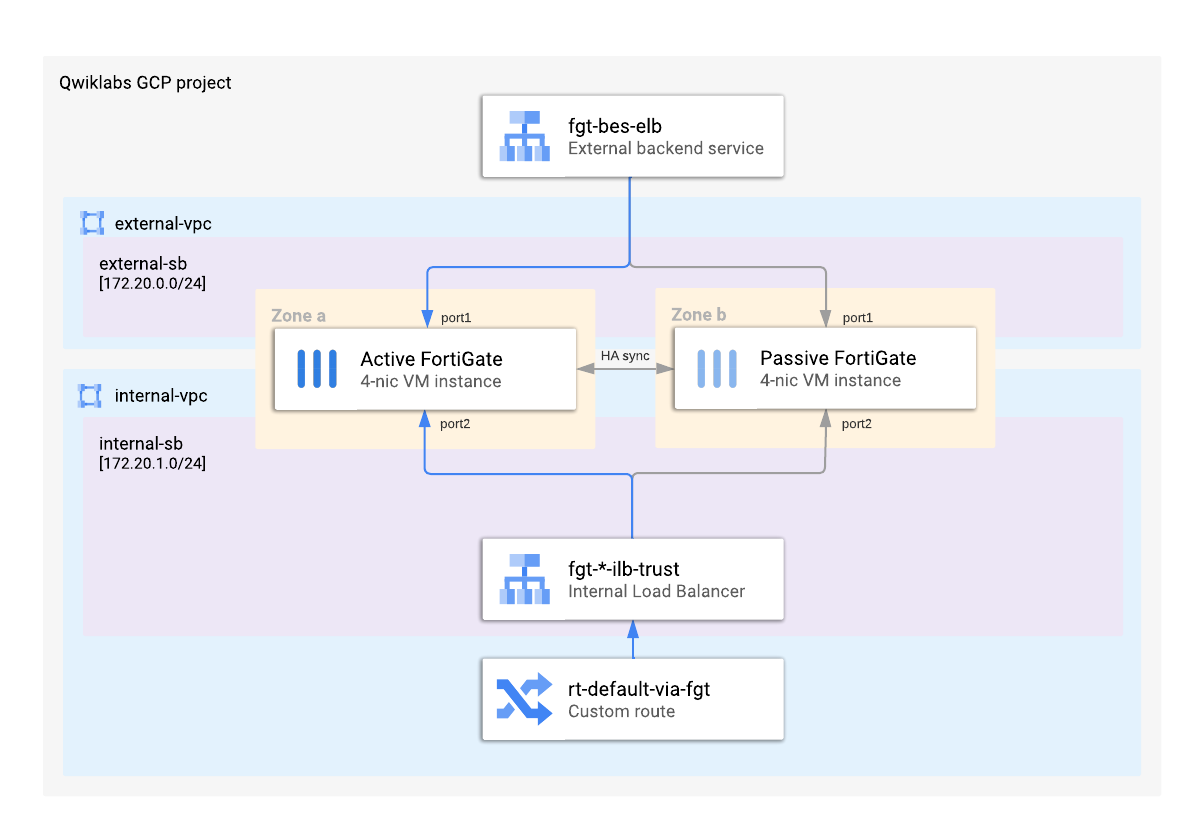 Qwiklabs GCP project
fgt-bes-elb
External backend service
external-vpc
external-sb
[172.20.0.0/24]
Zone a
port1
Zone b
port1
Active FortiGate
4-nic VM instance
HA sync
Passive FortiGate
4-nic VM instance
internal-vpc
port2
port2
internal-sb
[172.20.1.0/24]
fgt-*-ilb-trust
Internal Load Balancer
rt-default-via-fgt
Custom route